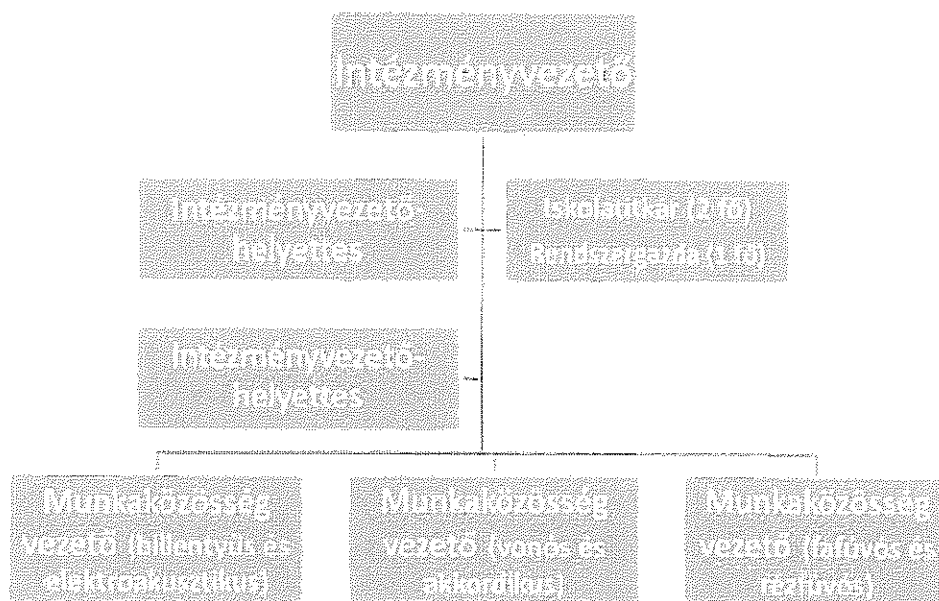 Intézményvezető
Intézményvezető-
helyettes
Iskolatitkár (2 fő)
Rendszergazda (1 fő)
Intézményvezető-
helyettes
Munkaközösség
vezető (billentyűs és
elektroakusztikus)
Munkaközösség
vezető (vonós és
akkordikus)
Munkaközösség
vezető (fafúvós és
rézfúvós)